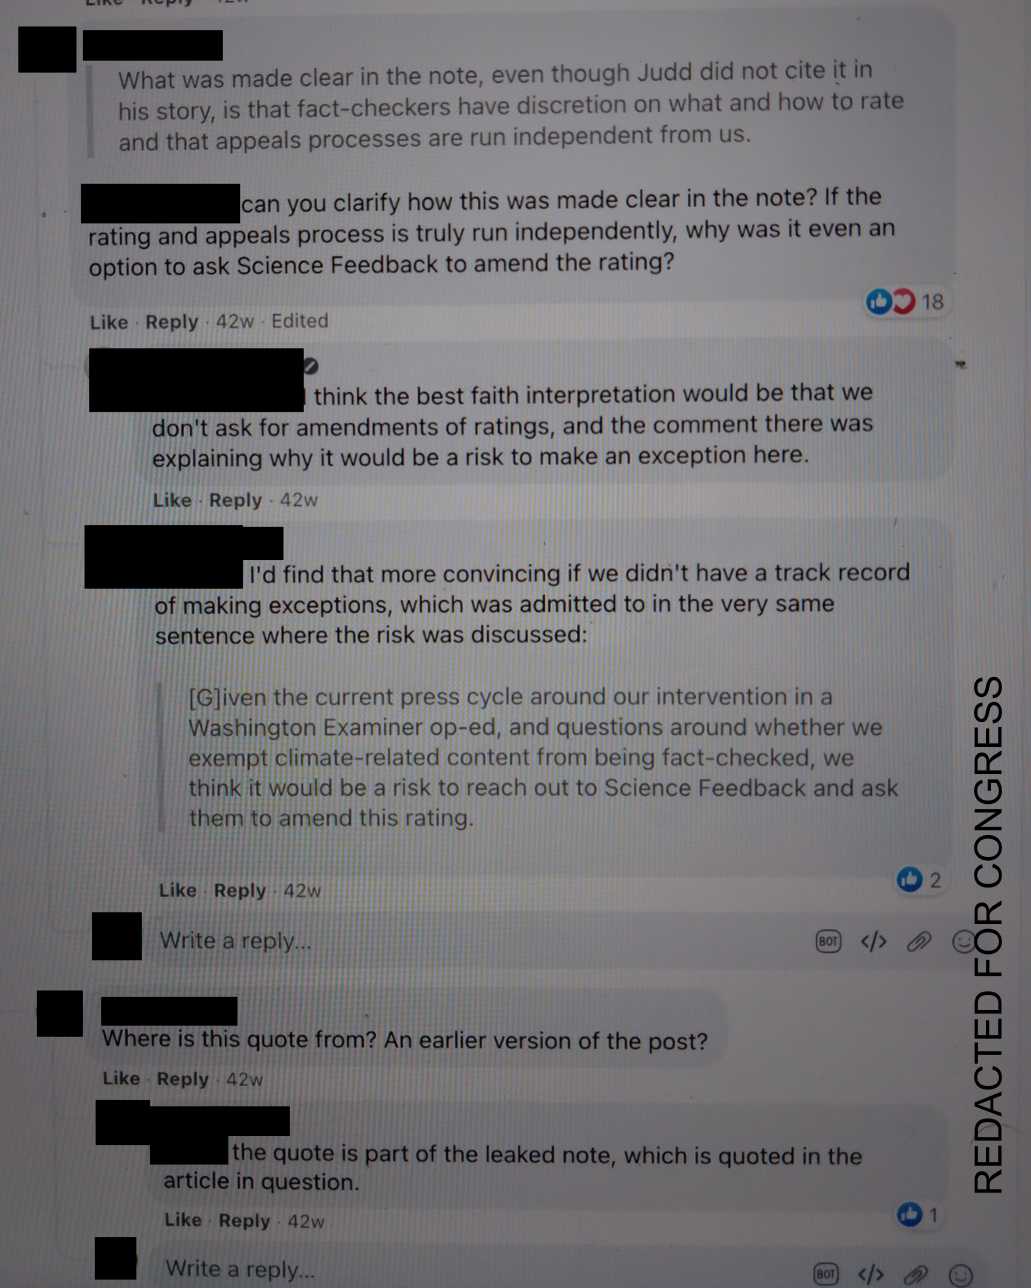 What was made clear in the note, even though Judd did not cite it in
his story, is that fact-checkers have discretion on what and how to rate
and that appeals processes are run independent from us.
can you clarify how this was made clear in the note? If the
rating and appeals process is truly run independently, why was it even an
option to ask Science Feedback to amend the rating?
18
Like · Reply · 42w · Edited
think the best faith interpretation would be that we
don't ask for amendments of ratings, and the comment there was
explaining why it would be a risk to make an exception here.
Like · Reply · 42w
I'd find that more convincing if we didn't have a track record
of making exceptions, which was admitted to in the very same
sentence where the risk was discussed:
[G]iven the current press cycle around our intervention in a
Washington Examiner op-ed, and questions around whether we
exempt climate-related content from being fact-checked, we
think it would be a risk to reach out to Science Feedback and ask
them to amend this rating.
2
Like · Reply · 42w
Write a reply...
BOT </>
Where is this quote from? An earlier version of the post?
Like · Reply · 42w
the quote is part of the leaked note, which is quoted in the
article in question.
1
Like · Reply · 42w
Write a reply...
BOT </>
REDACTED FOR CONGRESS